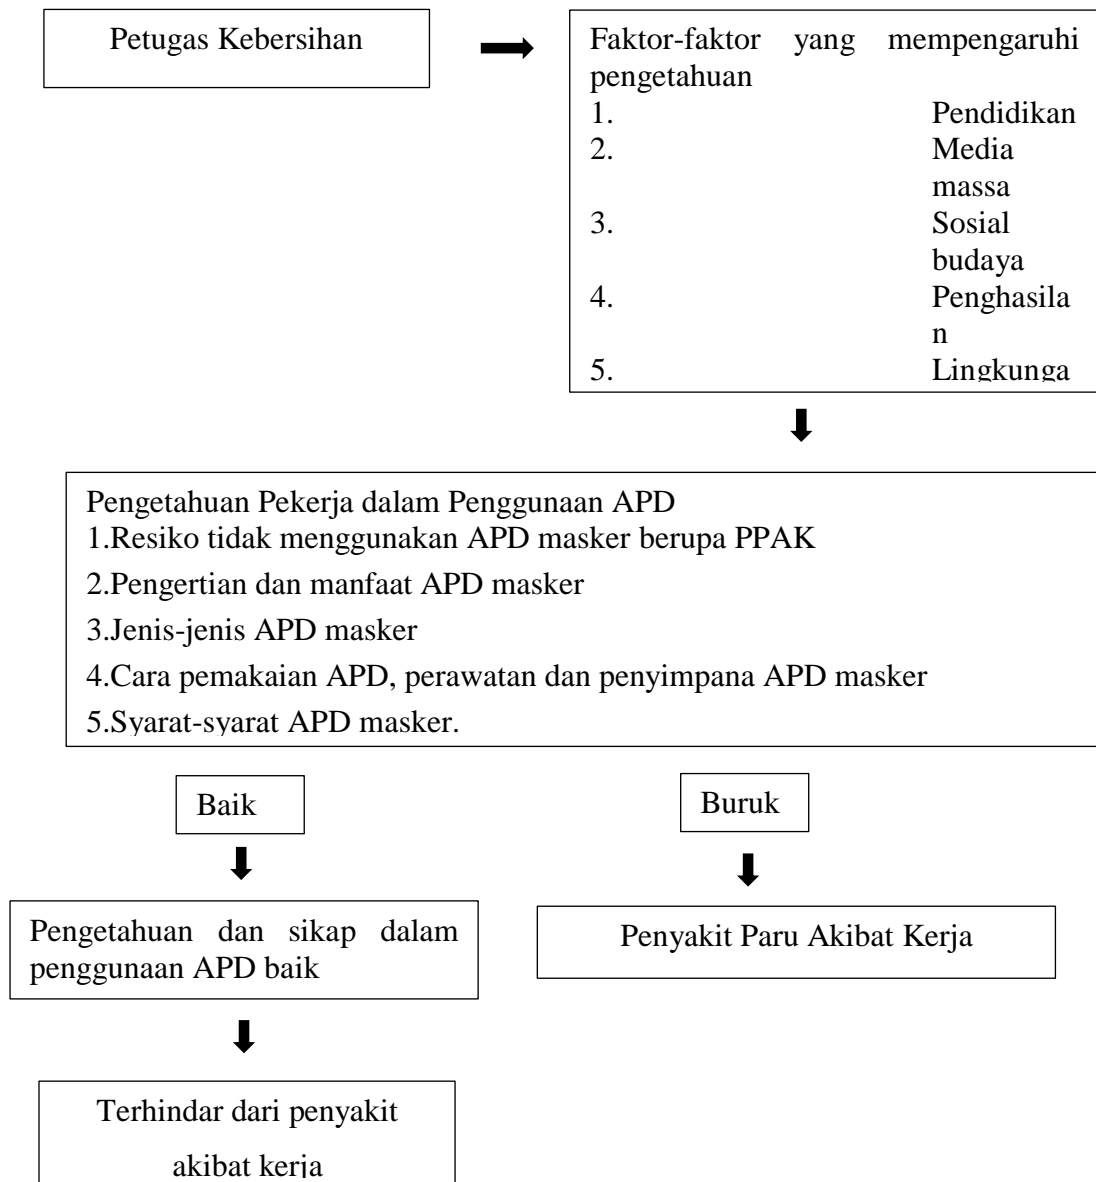 Petugas Kebersihan
Faktor-faktor yang mempengaruhi
pengetahuan
1. Pendidikan
2. Media
massa
3. Sosial
budaya
4. Penghasila
n
5. Lingkunga
Pengetahuan Pekerja dalam Penggunaan APD
1.Resiko tidak menggunakan APD masker berupa PPAK
2.Pengertian dan manfaat APD masker
3.Jenis-jenis APD masker
4.Cara pemakaian APD, perawatan dan penyimpana APD masker
5.Syarat-syarat APD masker.
Baik
Buruk
Pengetahuan dan sikap dalam
penggunaan APD baik
Penyakit Paru Akibat Kerja
Terhindar dari penyakit
akibat kerja